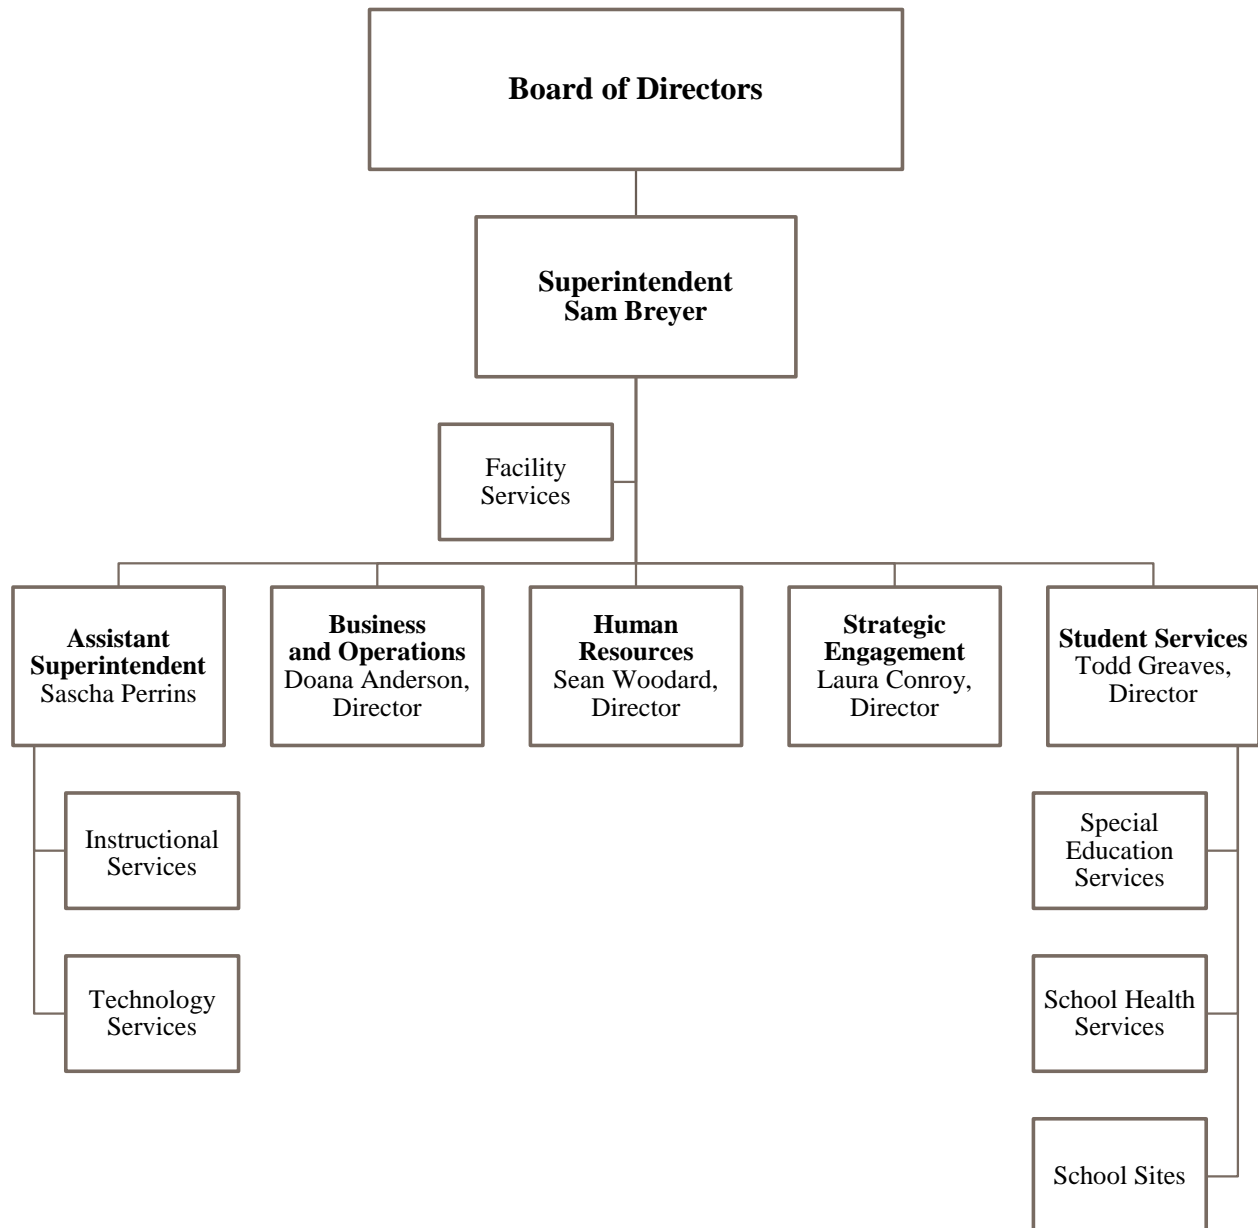 Board of Directors
Superintendent
Sam Breyer
Facility
Services
Assistant
Superintendent
Sascha Perrins
Business
and Operations
Doana Anderson,
Director
Human
Resources
Sean Woodard,
Director
Strategic
Engagement
Laura Conroy,
Director
Student Services
Todd Greaves,
Director
Instructional
Services
Technology
Services
Special
Education
Services
School Health
Services
School Sites